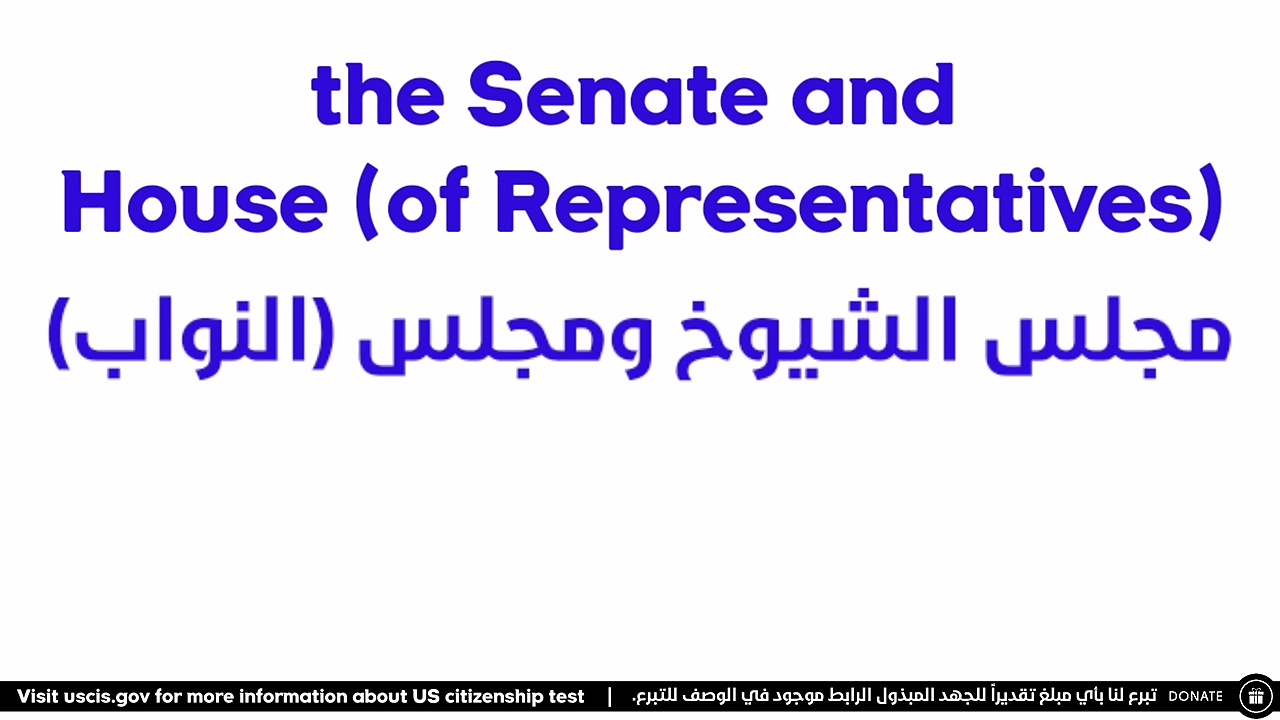 the Senate and
House (of Representatives)
مجلس الشيوخ ومجلس (النواب)
Visit uscis.gov for more information about US citizenship test | تبرع لنا بأي مبلغ تقديراً للجهد المبذول الرابط موجود في الوصف للتبرع. DONATE